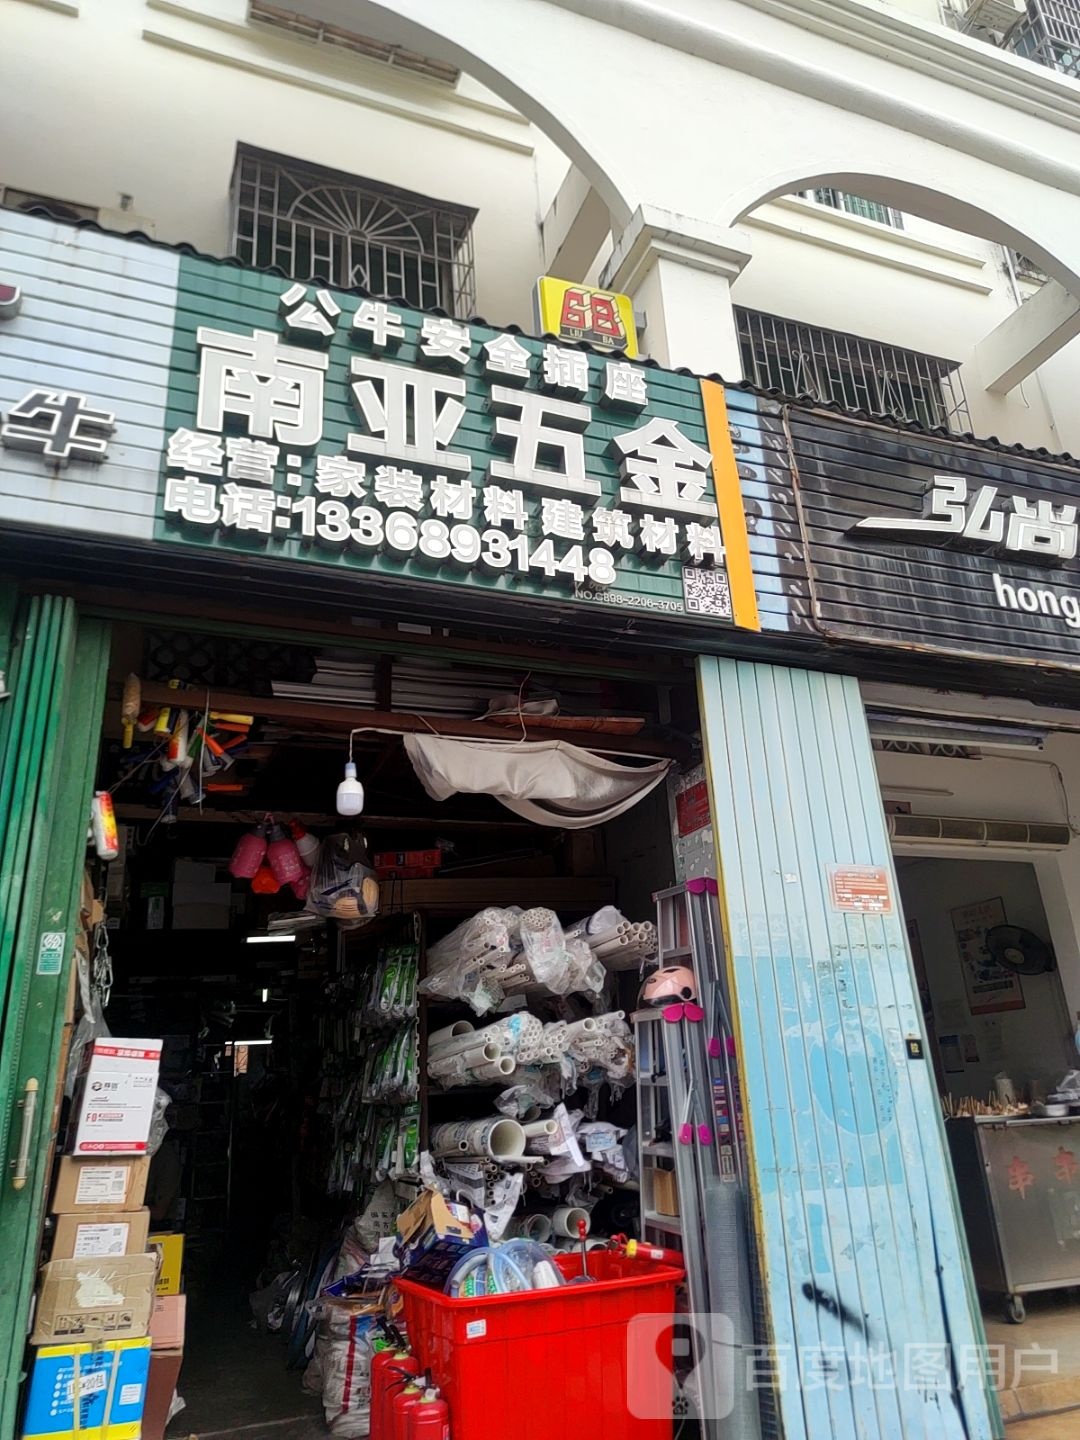 公牛安全插座
68
LIU BA
南亚五金
牛
经营：家装材料 建筑材料
电话:13368931448
NO.C898-2206-3705
弘尚
hong
FD
百度地图用户